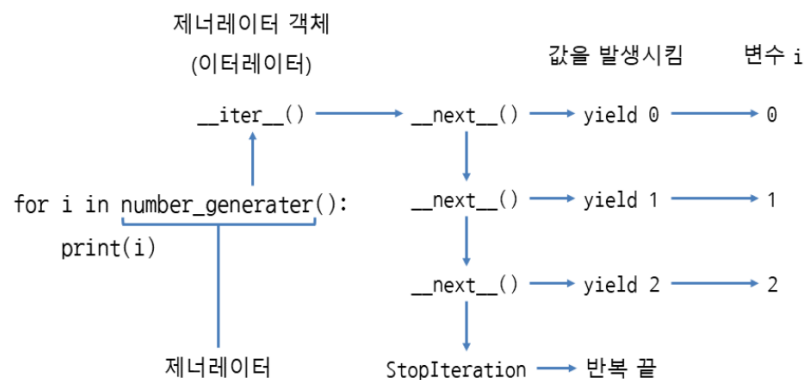 제너레이터 객체
(이터레이터)
값을 발생시킴 변수 i
__iter__() __next__() yield 0 0
for i in number_generater(): __next__() yield 1 1
print(i)
__next__() yield 2 2
제너레이터 StopIteration 반복 끝